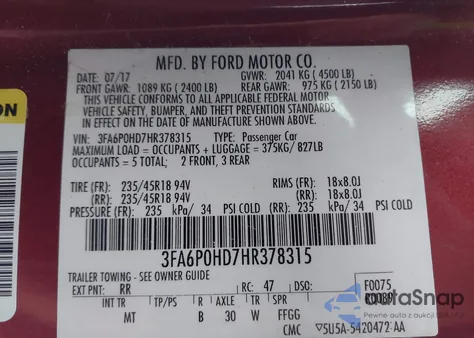 MFD. BY FORD MOTOR CO.
DATE: 07/17 GVWR: 2041 KG (4500 LB)
FRONT GAWR: 1089 KG (2400 LB) REAR GAWR: 975 KG (2150 LB)
THIS VEHICLE CONFORMS TO ALL APPLICABLE FEDERAL MOTOR
VEHICLE SAFETY, BUMPER, AND THEFT PREVENTION STANDARDS
IN EFFECT ON THE DATE OF MANUFACTURE SHOWN ABOVE.
VIN: 3FA6P0HD7HR378315 TYPE: Passenger Car
MAXIMUM LOAD = OCCUPANTS + LUGGAGE = 375KG/ 827LB
OCCUPANTS = 5 TOTAL; 2 FRONT, 3 REAR
TIRE (FR): 235/45R18 94V RIMS (FR): 18x8.0J
(RR): 235/45R18 94V (RR): 18x8.0J
PRESSURE (FR): 235 kPa/ 34 PSI COLD (RR): 235 kPa/ 34 PSI COLD
3FA6P0HD7HR378315
TRAILER TOWING - SEE OWNER GUIDE
EXT PNT: RR RC: 47 DSO: F0075
INT TR TP/PS R AXLE TR SPR
MT B 30 W FFGG
CMC 5U5A-5420472 AA
autoSnap